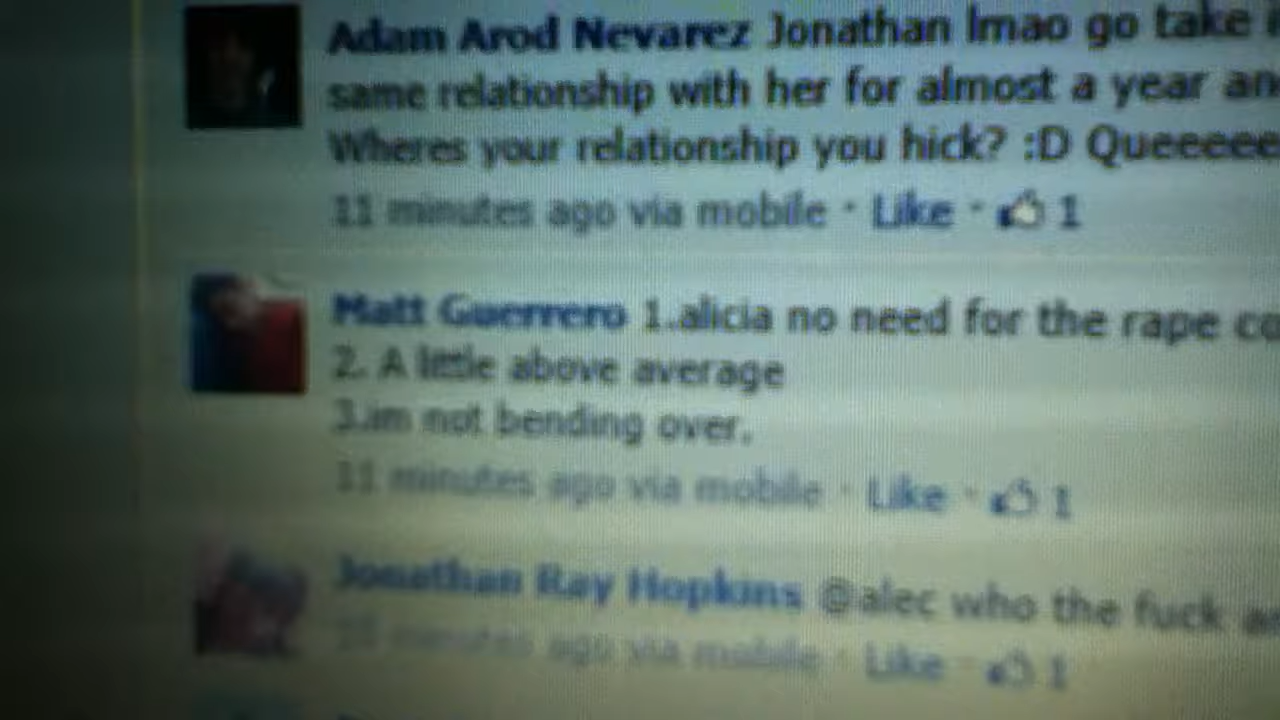 Adam Arod Nevarez Jonathan lmao go take
same relationship with her for almost a year an
Wheres your relationship you hick? :D Queeeeee
11 minutes ago via mobile · Like · 1
Matt Guerrero 1.alicia no need for the rape co
2. A little above average
3.im not bending over.
11 minutes ago via mobile · Like · 1
Jonathan Ray Hopkins @alec who the fuck
minutes ago via mobile · Like · 1